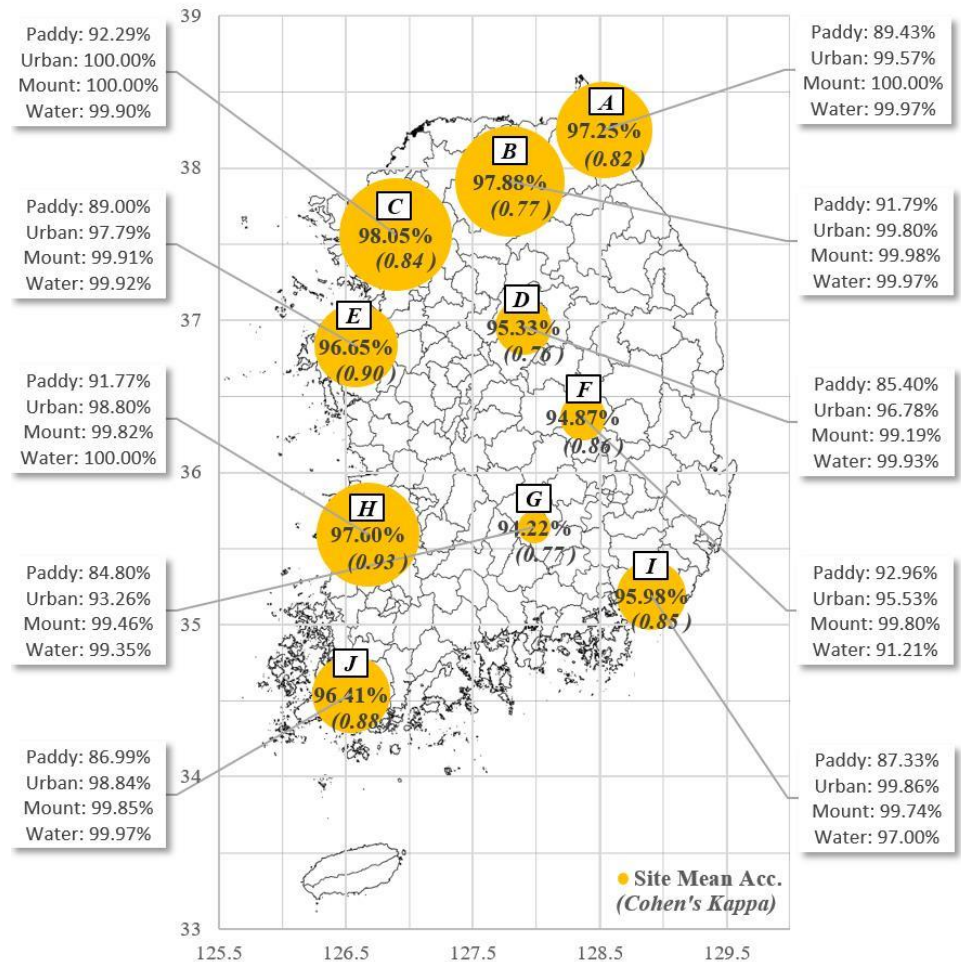 39
38
37
36
35
34
33
125.5
126.5
127.5
128.5
129.5
Paddy: 92.29%
Urban: 100.00%
Mount: 100.00%
Water: 99.90%
Paddy: 89.00%
Urban: 97.79%
Mount: 99.91%
Water: 99.92%
Paddy: 91.77%
Urban: 98.80%
Mount: 99.82%
Water: 100.00%
Paddy: 84.80%
Urban: 93.26%
Mount: 99.46%
Water: 99.35%
Paddy: 86.99%
Urban: 98.84%
Mount: 99.85%
Water: 99.97%
A
97.25%
(0.82 )
B
97.88%
(0.77 )
C
98.05%
(0.84 )
D
95.33%
(0.76 )
E
96.65%
(0.90 )
F
94.87%
(0.86 )
G
94.22%
(0.77 )
H
97.60%
(0.93 )
I
95.98%
(0.85 )
J
96.41%
(0.88 )
Paddy: 89.43%
Urban: 99.57%
Mount: 100.00%
Water: 99.97%
Paddy: 91.79%
Urban: 99.80%
Mount: 99.98%
Water: 99.97%
Paddy: 85.40%
Urban: 96.78%
Mount: 99.19%
Water: 99.93%
Paddy: 92.96%
Urban: 95.53%
Mount: 99.80%
Water: 91.21%
Paddy: 87.33%
Urban: 99.86%
Mount: 99.74%
Water: 97.00%
Site Mean Acc.
(Cohen's Kappa)